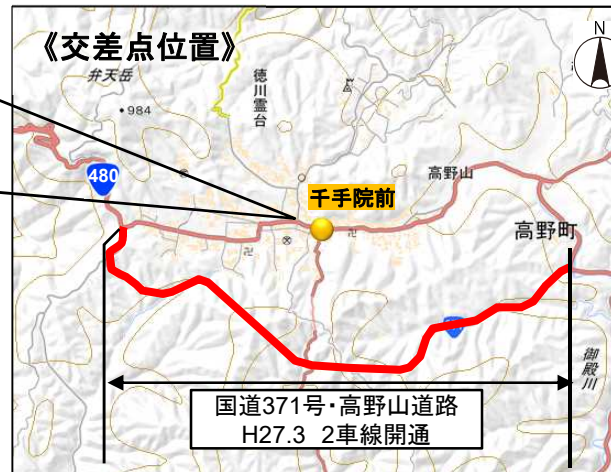 《交差点位置》
N
弁天岳
・984
徳川霊台
480
千手院前
高野山
高野町
御殿川
国道371号・高野山道路
H27.3 2車線開通